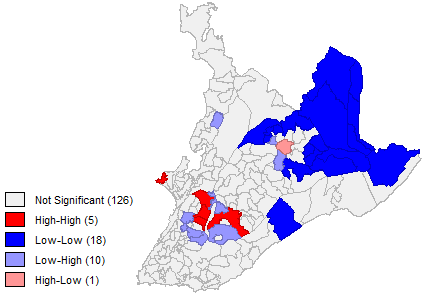 Not Significant (126)
High-High (5)
Low-Low (18)
Low-High (10)
High-Low (1)